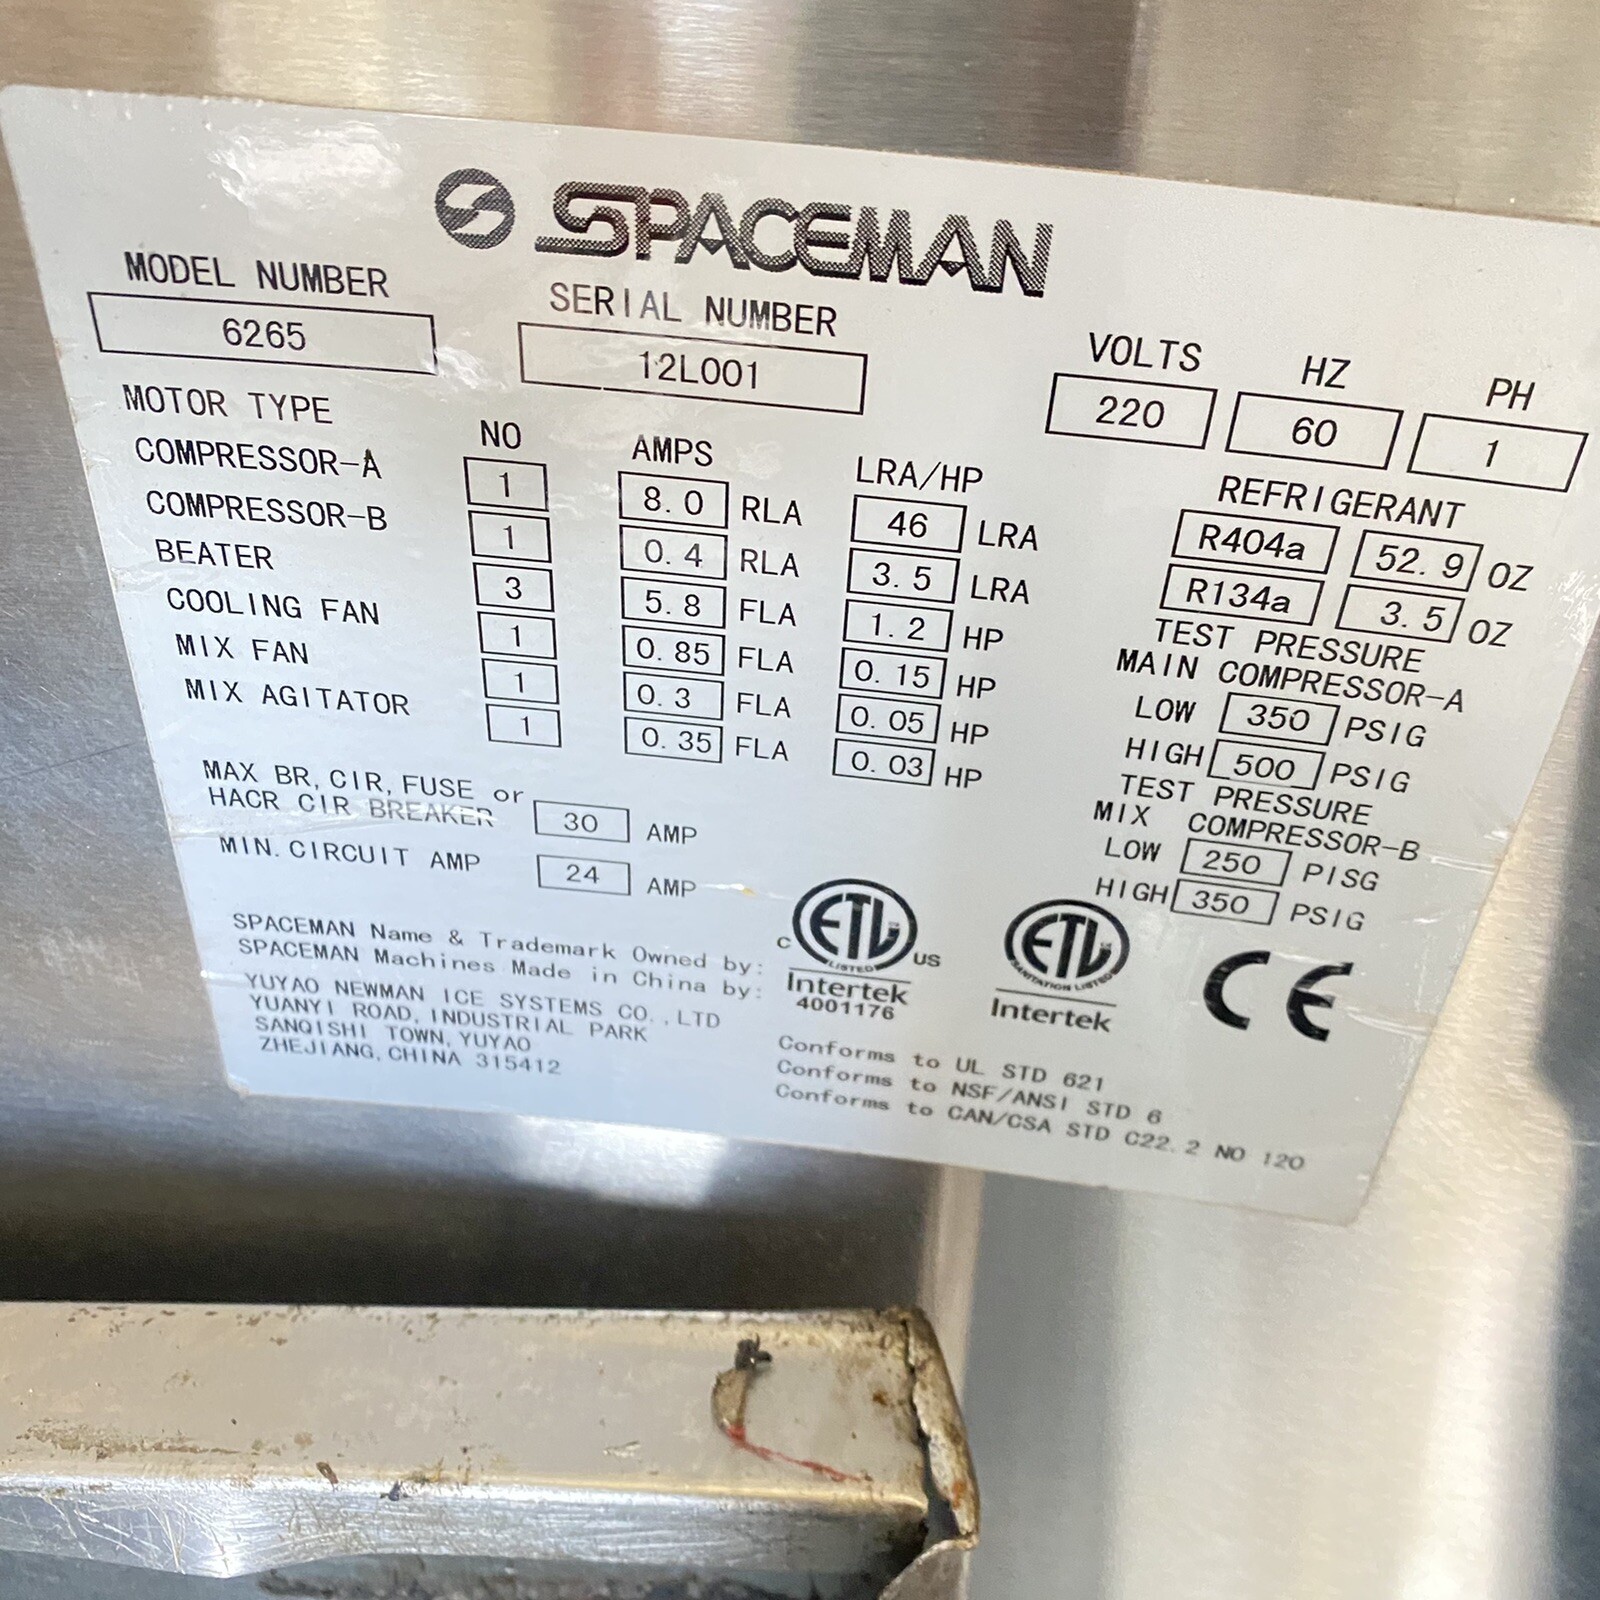 SPACEMAN
MODEL NUMBER SERIAL NUMBER VOLTS HZ PH
6265 12L001 220 60 1
MOTOR TYPE NO AMPS LRA/HP
COMPRESSOR-A 1 8.0 RLA 46 LRA
COMPRESSOR-B 1 0.4 RLA 3.5 LRA
BEATER 3 5.8 FLA 1.2 HP
COOLING FAN 1 0.85 FLA 0.15 HP
MIX FAN 1 0.3 FLA 0.05 HP
MIX AGITATOR 1 0.35 FLA 0.03 HP
REFRIGERANT
R404a 52.9 OZ
R134a 3.5 OZ
TEST PRESSURE
MAIN COMPRESSOR-A
LOW 350 PSIG
HIGH 500 PSIG
TEST PRESSURE
MIX COMPRESSOR-B
LOW 250 PISG
HIGH 350 PSIG
MAX BR, CIR, FUSE or
HACR CIR BREAKER 30 AMP
MIN. CIRCUIT AMP 24 AMP
SPACEMAN Name & Trademark Owned by:
SPACEMAN Machines Made in China by:
YUYAO NEWMAN ICE SYSTEMS CO., LTD
YUANYI ROAD, INDUSTRIAL PARK
SANQISHI TOWN, YUYAO
ZHEJIANG, CHINA 315412
C ETL US
LISTED
Intertek
4001176
ETL
SANITATION LISTED
Intertek
CE
Conforms to UL STD 621
Conforms to NSF/ANSI STD 6
Conforms to CAN/CSA STD C22.2 NO 120